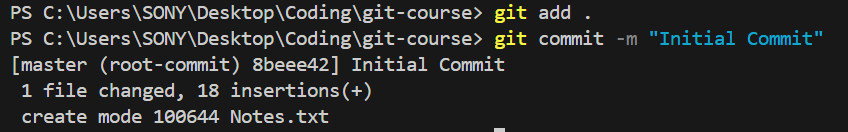 PS C:\Users\SONY\Desktop\Coding\git-course> git add .
PS C:\Users\SONY\Desktop\Coding\git-course> git commit -m "Initial Commit"
[master (root-commit) 8beee42] Initial Commit
 1 file changed, 18 insertions(+)
 create mode 100644 Notes.txt